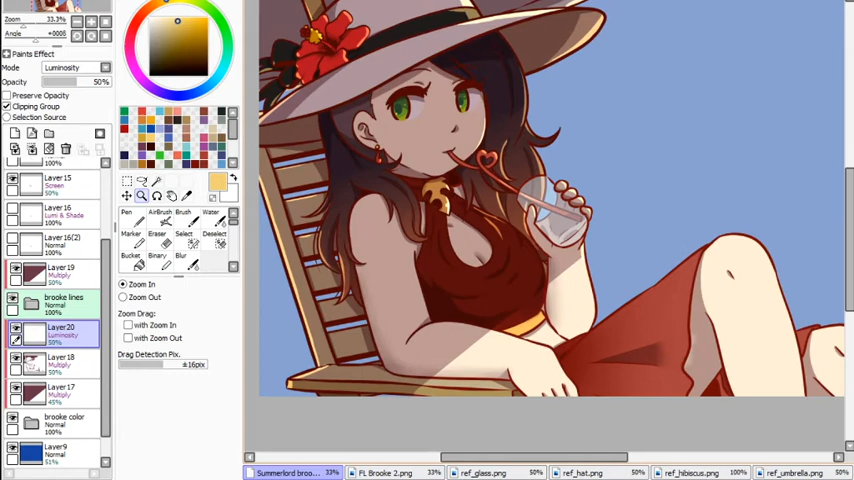 Zoom 33.3%
Angle +0006
Paints Effect
Mode Luminosity
Opacity 50%
Preserve Opacity
Clipping Group
Selection Source
100%
Layer15
Screen
50%
Layer16
Lumi & Shade
100%
Layer16(2)
Normal
100%
Layer19
Multiply
50%
brooke lines
Normal
100%
Layer20
Luminosity
50%
Layer18
Multiply
50%
Layer17
Multiply
45%
brooke color
Normal
100%
Layer9
Normal
51%
Pen AirBrush Brush Water
Marker Eraser Select Deselect
Bucket Binary Blur
Zoom In
Zoom Out
Zoom Drag:
with Zoom In
with Zoom Out
Drag Detection Pix.
±16pix
Summerlord broo... 33% FL Brooke 2.png 33% ref_glass.png 50% ref_hat.png 50% ref_hibiscus.png 100% ref_umbrella.png 50%